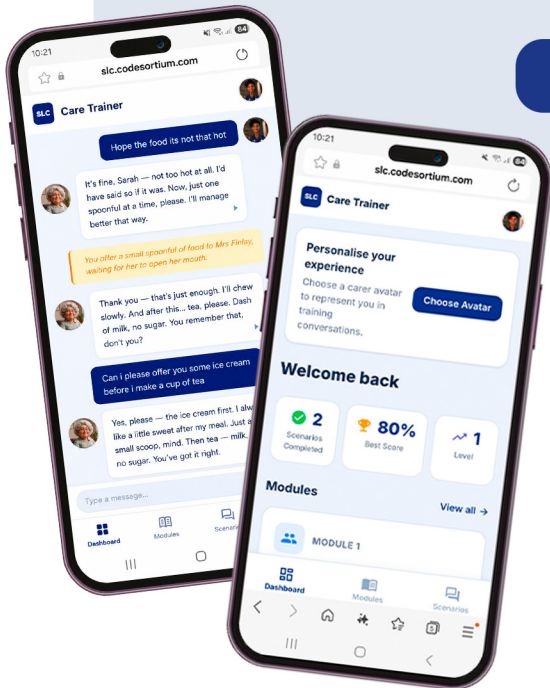 10:21
84
slc.codesortium.com
SLC
Care Trainer
Hope the food its not that hot
It's fine, Sarah — not too hot at all. I'd
have said so if it was. Now, just one
spoonful at a time, please. I'll manage
better that way.
You offer a small spoonful of food to Mrs Finlay,
waiting for her to open her mouth.
Thank you — that's just enough. I'll chew
slowly. And after this... tea, please. Dash
of milk, no sugar. You remember that,
don't you?
Can i please offer you some ice cream
before i make a cup of tea
Yes, please — the ice cream first. I alw
like a little sweet after my meal. Just a
small scoop, mind. Then tea — milk,
no sugar. You've got it right.
Type a message...
Dashboard
Modules
Scenario
10:21
84
slc.codesortium.com
SLC
Care Trainer
Personalise your
experience
Choose a carer avatar
to represent you in
training
conversations.
Choose Avatar
Welcome back
2
Scenarios
Completed
80%
Best Score
1
Level
Modules
View all →
MODULE 1
Dashboard
Modules
Scenarios